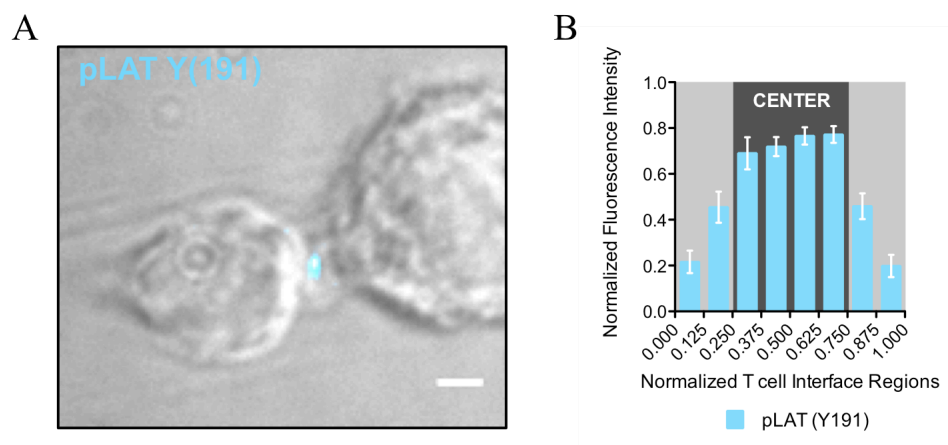 A
B
pLAT Y(191)
Normalized Fluorescence Intensity
1.0
0.8
0.6
0.4
0.2
0.0
CENTER
0.000
0.125
0.250
0.375
0.500
0.625
0.750
0.875
1.000
Normalized T cell Interface Regions
pLAT (Y191)